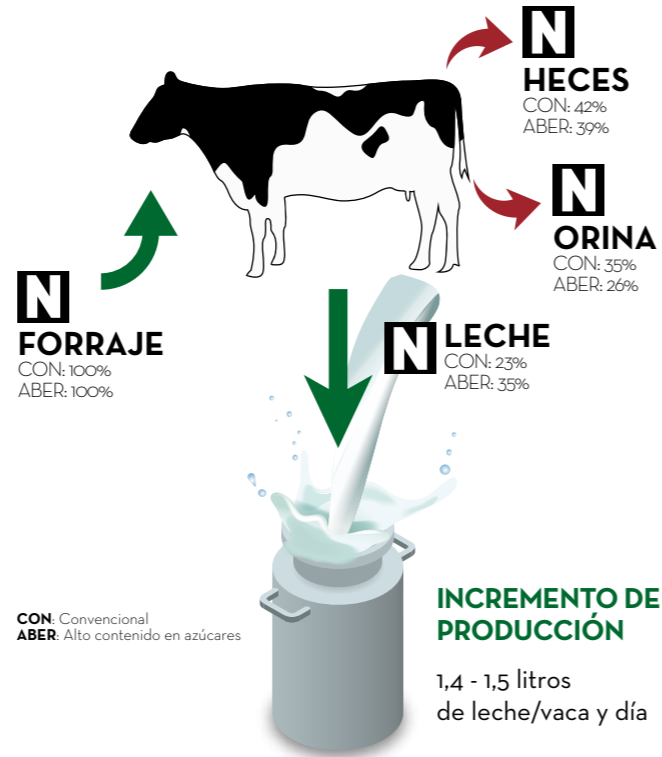 N
HECES
CON: 42%
ABER: 39%
N
ORINA
CON: 35%
ABER: 26%
N
FORRAJE
CON: 100%
ABER: 100%
N LECHE
CON: 23%
ABER: 35%
CON: Convencional
ABER: Alto contenido en azúcares
INCREMENTO DE
PRODUCCIÓN
1,4 - 1,5 litros
de leche/vaca y día